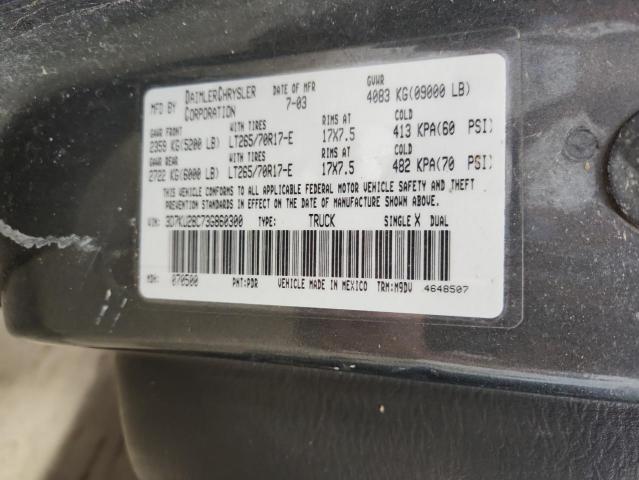 MFD BY DAIMLERCHRYSLER CORPORATION DATE OF MFR 7-03 GVWR 4083 KG(09000 LB)
GAWR FRONT WITH TIRES RIMS AT COLD
2359 KG(5200 LB) LT265/70R17-E 17X7.5 413 KPA(60 PSI)
GAWR REAR WITH TIRES RIMS AT COLD
2722 KG(6000 LB) LT265/70R17-E 17X7.5 482 KPA(70 PSI)
THIS VEHICLE CONFORMS TO ALL APPLICABLE FEDERAL MOTOR VEHICLE SAFETY AND THEFT
PREVENTION STANDARDS IN EFFECT ON THE DATE OF MANUFACTURE SHOWN ABOVE.
VIN: 3D7KU28C73G860300 TYPE: TRUCK SINGLE X DUAL
MDH: 070500 PNT:PDR VEHICLE MADE IN MEXICO TRM:M9DV 4648507